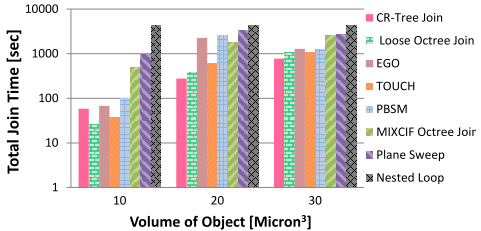 Total Join Time [sec]
10000
1000
100
10
1
10
20
30
Volume of Object [Micron³]
CR-Tree Join
Loose Octree Join
EGO
TOUCH
PBSM
MIXCIF Octree Join
Plane Sweep
Nested Loop